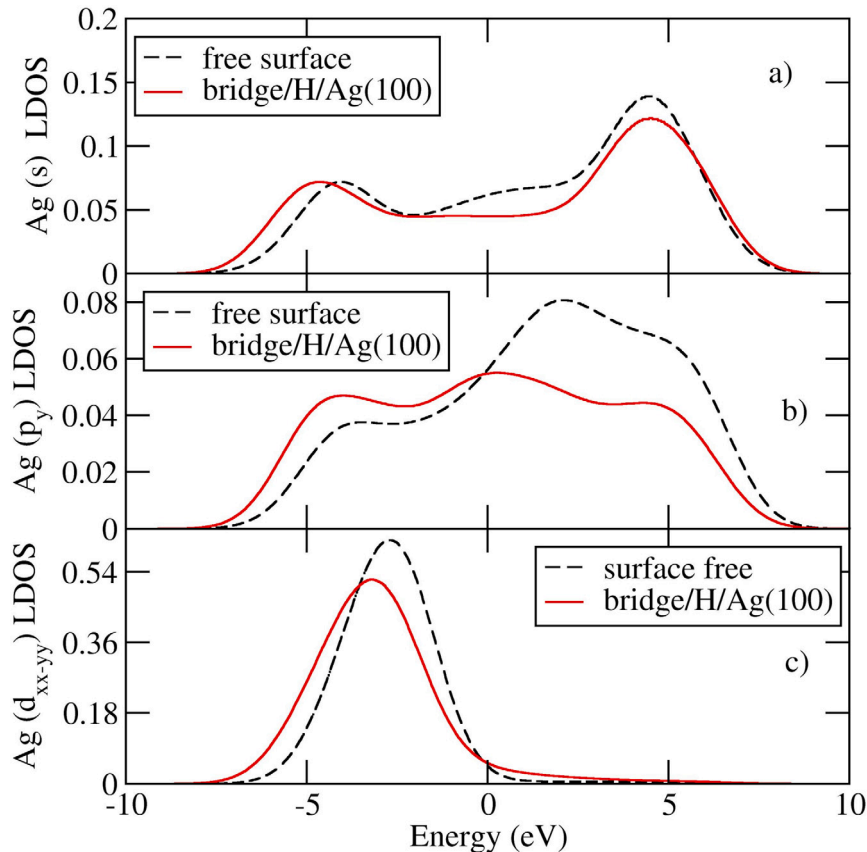 0.2
free surface
bridge/H/Ag(100)
a)
0.15
0.1
0.05
0
Ag (s) LDOS
0.08
free surface
bridge/H/Ag(100)
b)
0.06
0.04
0.02
0
Ag (p_y) LDOS
0.54
surface free
bridge/H/Ag(100)
c)
0.36
0.18
0
Ag (d_xx-yy) LDOS
-10 -5 0 5 10
Energy (eV)